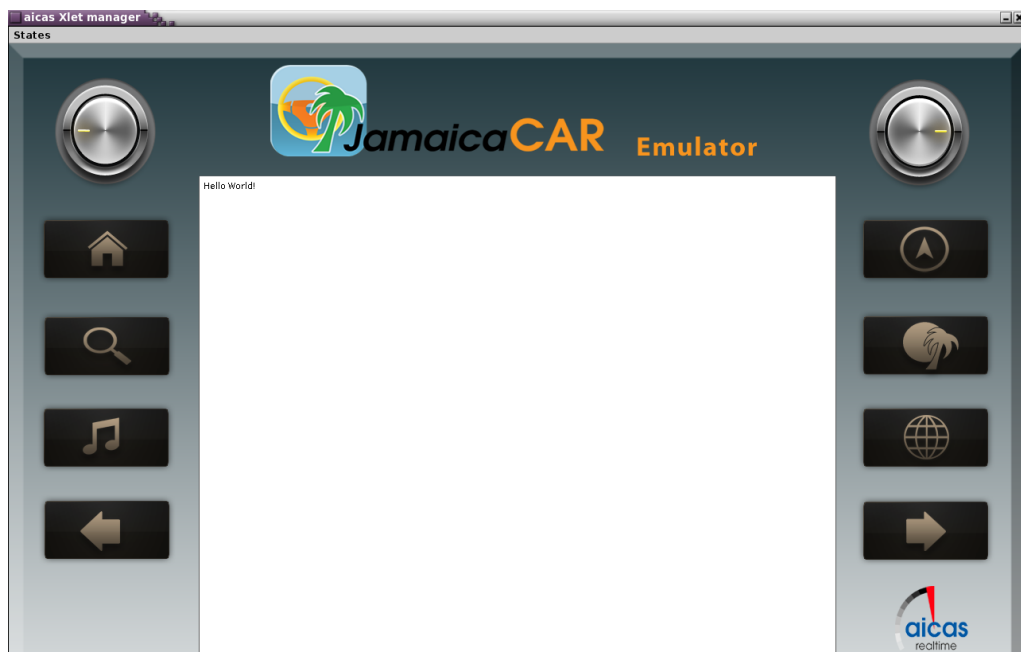 aicas Xlet manager
States
JamaicaCAR Emulator
Hello World!
aicas
realtime